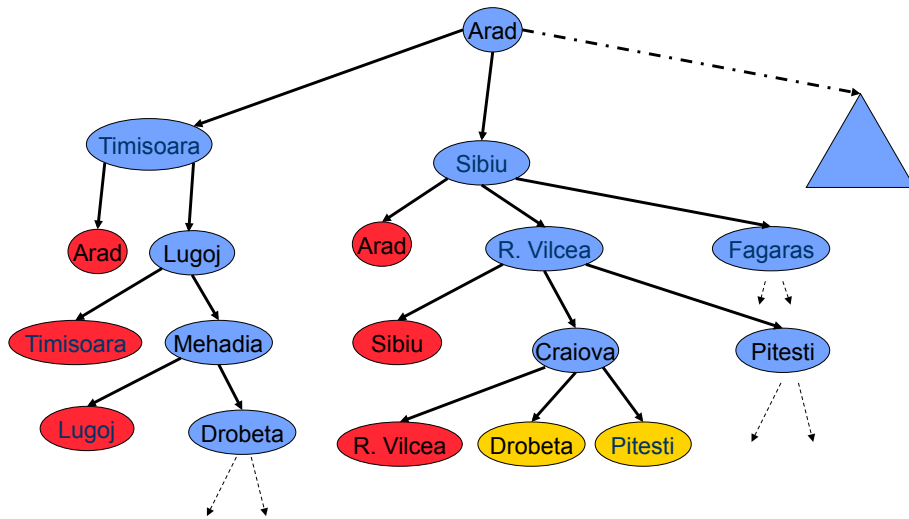 Arad
Timisoara
Sibiu
Arad
Lugoj
Arad
R. Vilcea
Fagaras
Timisoara
Mehadia
Sibiu
Craiova
Pitesti
Lugoj
Drobeta
R. Vilcea
Drobeta
Pitesti